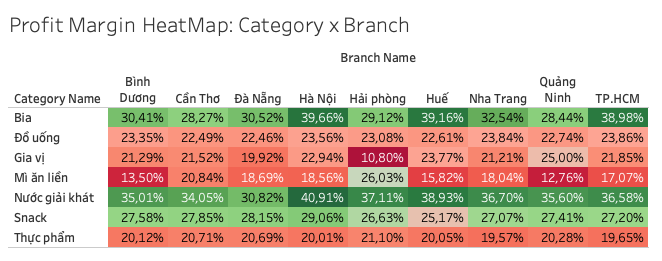 Profit Margin HeatMap: Category x Branch
Branch Name
Category Name Bình Dương Cần Thơ Đà Nẵng Hà Nội Hải phòng Huế Nha Trang Quảng Ninh TP.HCM
Bia 30,41% 28,27% 30,52% 39,66% 29,12% 39,16% 32,54% 28,44% 38,98%
Đồ uống 23,35% 22,49% 22,46% 23,56% 23,08% 22,61% 23,84% 22,74% 23,86%
Gia vị 21,29% 21,52% 19,92% 22,94% 10,80% 23,77% 21,21% 25,00% 21,85%
Mì ăn liền 13,50% 20,84% 18,69% 18,56% 26,03% 15,82% 18,04% 12,76% 17,07%
Nước giải khát 35,01% 34,05% 30,82% 40,91% 37,11% 38,93% 36,70% 35,60% 36,58%
Snack 27,58% 27,85% 28,15% 29,06% 26,63% 25,17% 27,07% 27,41% 27,20%
Thực phẩm 20,12% 20,71% 20,69% 20,01% 21,10% 20,05% 19,57% 20,28% 19,65%